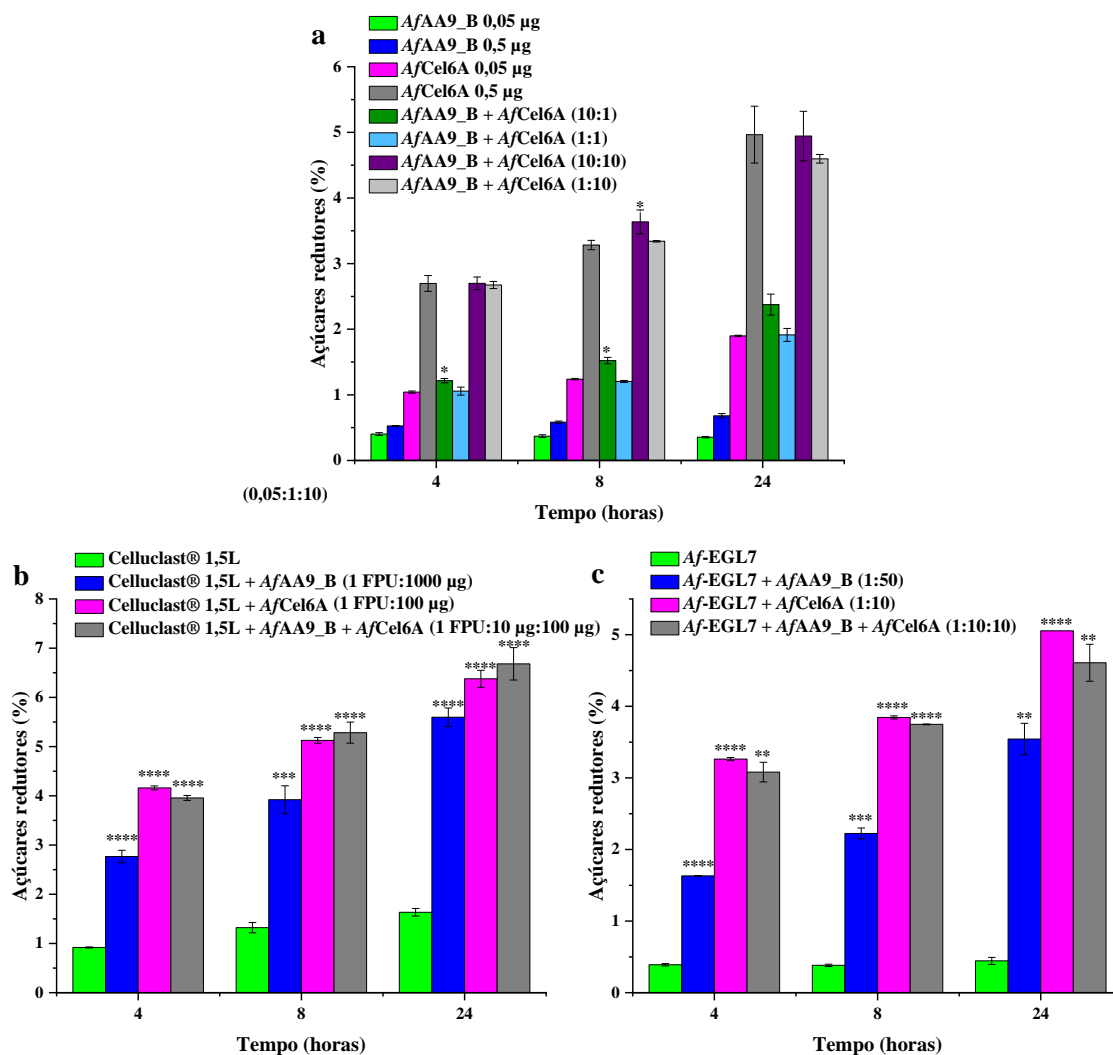 a
AfAA9_B 0,05 µg
AfAA9_B 0,5 µg
AfCel6A 0,05 µg
AfCel6A 0,5 µg
AfAA9_B + AfCel6A (10:1)
AfAA9_B + AfCel6A (1:1)
AfAA9_B + AfCel6A (10:10)
AfAA9_B + AfCel6A (1:10)
Açúcares redutores (%)
6
5
4
3
2
1
0
* * *
4 8 24
Tempo (horas)
(0,05:1:10)
b
Celluclast® 1,5L
Celluclast® 1,5L + AfAA9_B (1 FPU:1000 µg)
Celluclast® 1,5L + AfCel6A (1 FPU:100 µg)
Celluclast® 1,5L + AfAA9_B + AfCel6A (1 FPU:10 µg:100 µg)
Açúcares redutores (%)
8
7
6
5
4
3
2
1
0
**** **** **** *** **** **** **** **** ****
4 8 24
Tempo (horas)
c
Af-EGL7
Af-EGL7 + AfAA9_B (1:50)
Af-EGL7 + AfCel6A (1:10)
Af-EGL7 + AfAA9_B + AfCel6A (1:10:10)
Açúcares redutores (%)
5
4
3
2
1
0
**** **** ** *** **** **** ** **** **
4 8 24
Tempo (horas)